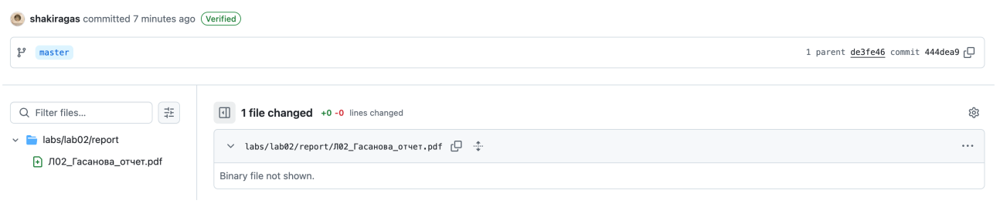 shakiragas committed 7 minutes ago Verified
master
1 parent de3fe46 commit 444dea9
Filter files...
1 file changed +0 -0 lines changed
labs/lab02/report
Л02_Гасанова_отчет.pdf
labs/lab02/report/Л02_Гасанова_отчет.pdf
Binary file not shown.